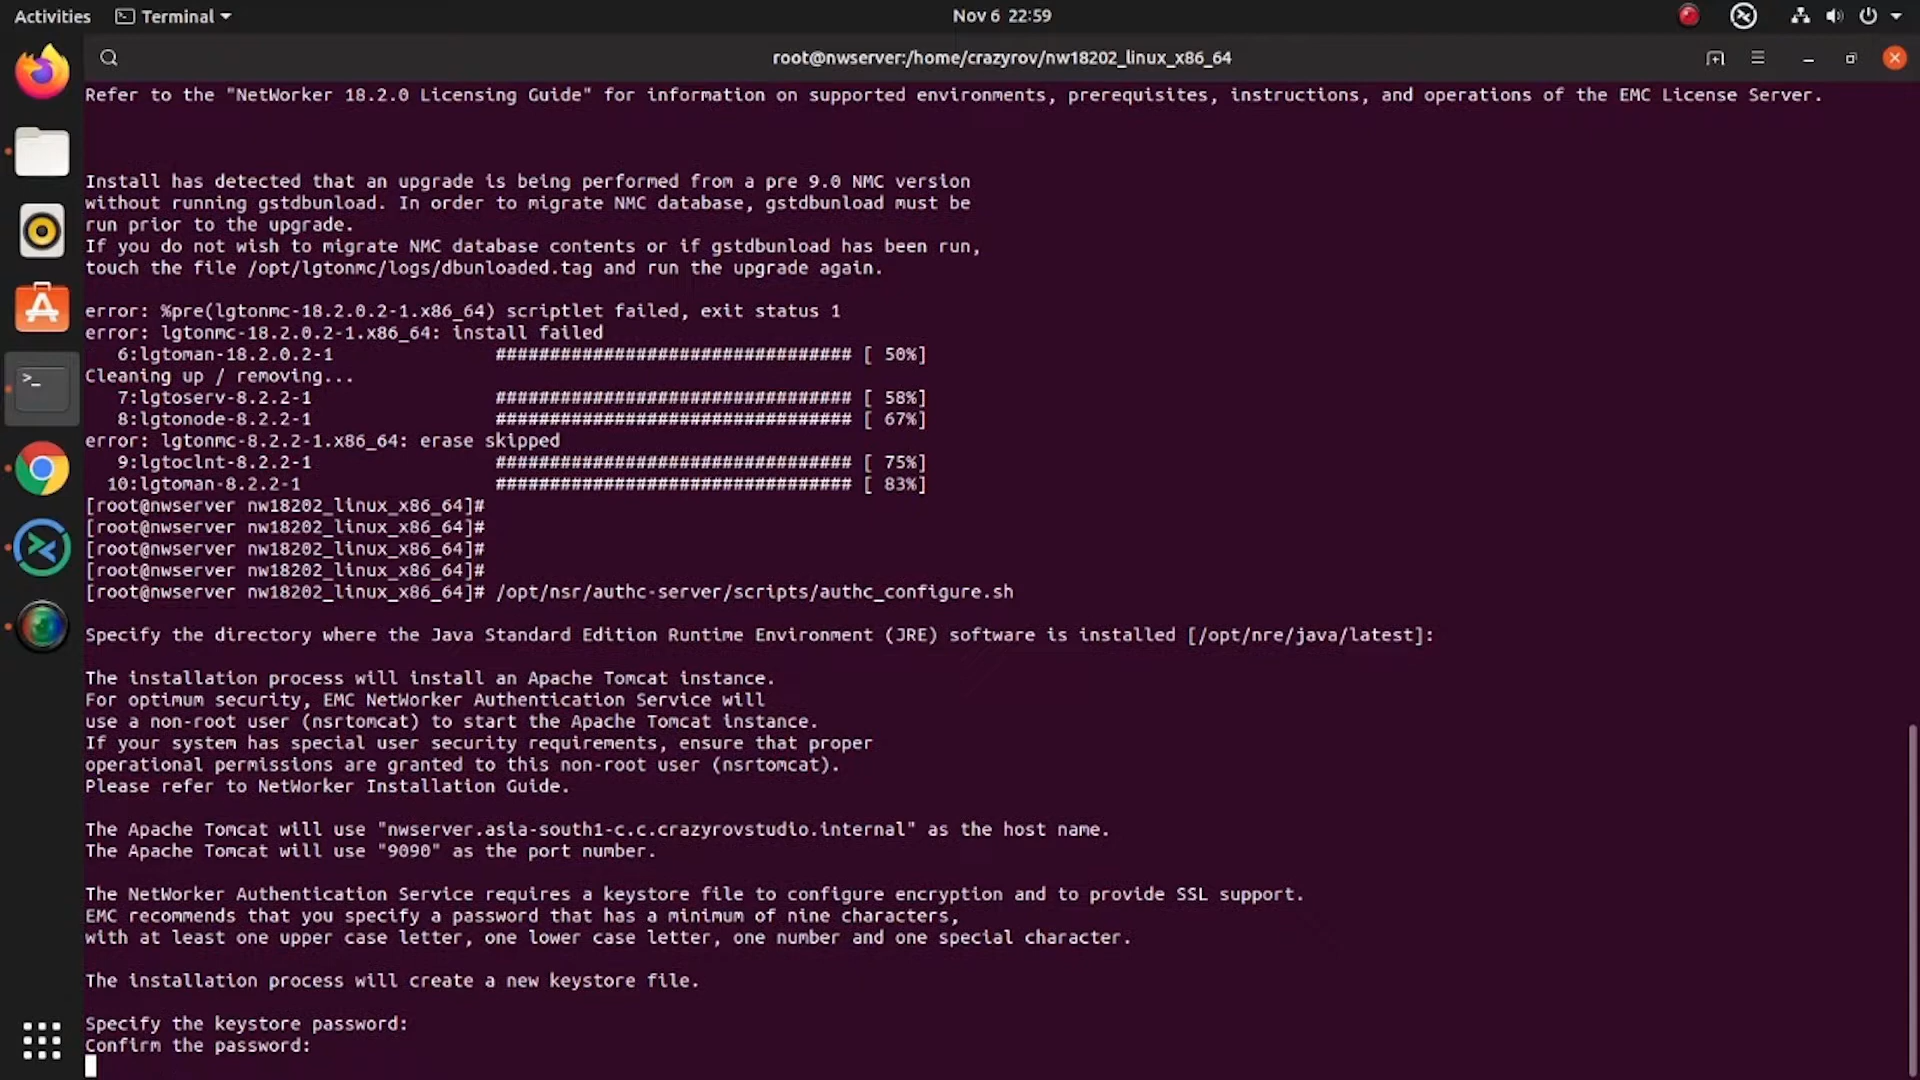 Activities
Terminal
Nov 6 22:59
root@nwserver:/home/crazyrov/nw18202_linux_x86_64
Refer to the "NetWorker 18.2.0 Licensing Guide" for information on supported environments, prerequisites, instructions, and operations of the EMC License Server.
Install has detected that an upgrade is being performed from a pre 9.0 NMC version
without running gstdbunload. In order to migrate NMC database, gstdbunload must be
run prior to the upgrade.
If you do not wish to migrate NMC database contents or if gstdbunload has been run,
touch the file /opt/lgtonmc/logs/dbunloaded.tag and run the upgrade again.
error: %pre(lgtonmc-18.2.0.2-1.x86_64) scriptlet failed, exit status 1
error: lgtonmc-18.2.0.2-1.x86_64: install failed
6:lgtoman-18.2.0.2-1 ################################# [ 50%]
Cleaning up / removing...
7:lgtoserv-8.2.2-1 ################################# [ 58%]
8:lgtonode-8.2.2-1 ################################# [ 67%]
error: lgtonmc-8.2.2-1.x86_64: erase skipped
9:lgtoclnt-8.2.2-1 ################################# [ 75%]
10:lgtoman-8.2.2-1 ################################# [ 83%]
[root@nwserver nw18202_linux_x86_64]#
[root@nwserver nw18202_linux_x86_64]#
[root@nwserver nw18202_linux_x86_64]#
[root@nwserver nw18202_linux_x86_64]#
[root@nwserver nw18202_linux_x86_64]# /opt/nsr/authc-server/scripts/authc_configure.sh
Specify the directory where the Java Standard Edition Runtime Environment (JRE) software is installed [/opt/nre/java/latest]:
The installation process will install an Apache Tomcat instance.
For optimum security, EMC NetWorker Authentication Service will
use a non-root user (nsrtomcat) to start the Apache Tomcat instance.
If your system has special user security requirements, ensure that proper
operational permissions are granted to this non-root user (nsrtomcat).
Please refer to NetWorker Installation Guide.
The Apache Tomcat will use "nwserver.asia-south1-c.c.crazyrovstudio.internal" as the host name.
The Apache Tomcat will use "9090" as the port number.
The NetWorker Authentication Service requires a keystore file to configure encryption and to provide SSL support.
EMC recommends that you specify a password that has a minimum of nine characters,
with at least one upper case letter, one lower case letter, one number and one special character.
The installation process will create a new keystore file.
Specify the keystore password:
Confirm the password: